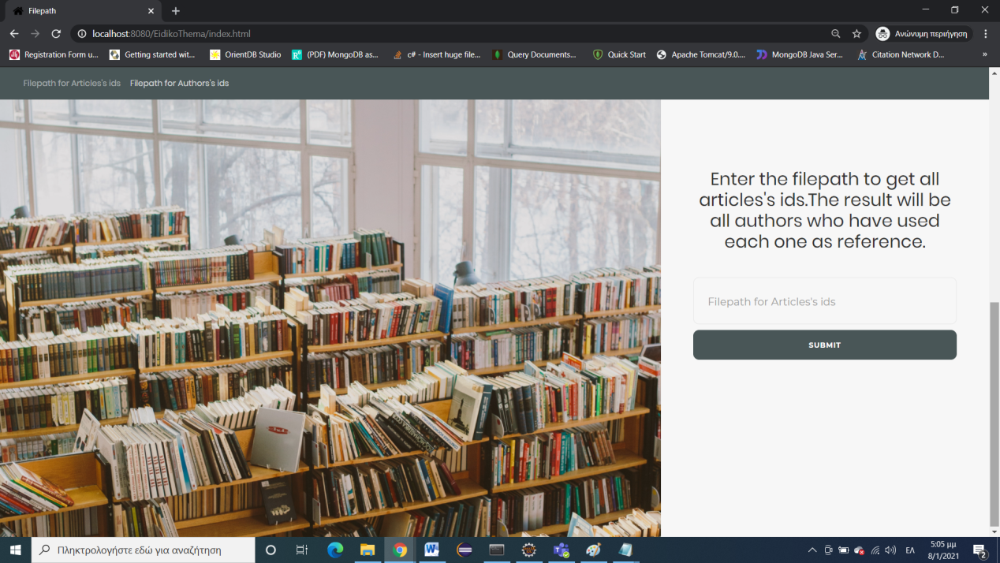 Filepath
localhost:8080/EidikoThema/index.html
Ανώνυμη περιήγηση
Registration Form u...
Getting started wit...
OrientDB Studio
(PDF) MongoDB as...
c# - Insert huge file...
Query Documents...
Quick Start
Apache Tomcat/9.0....
MongoDB Java Ser...
Citation Network D...
»
Filepath for Articles's ids Filepath for Authors's ids
Enter the filepath to get all
articles's ids.The result will be
all authors who have used
each one as reference.
Filepath for Articles's ids
SUBMIT
Πληκτρολογήστε εδώ για αναζήτηση
ΕΛ
5:05 μμ
8/1/2021
2